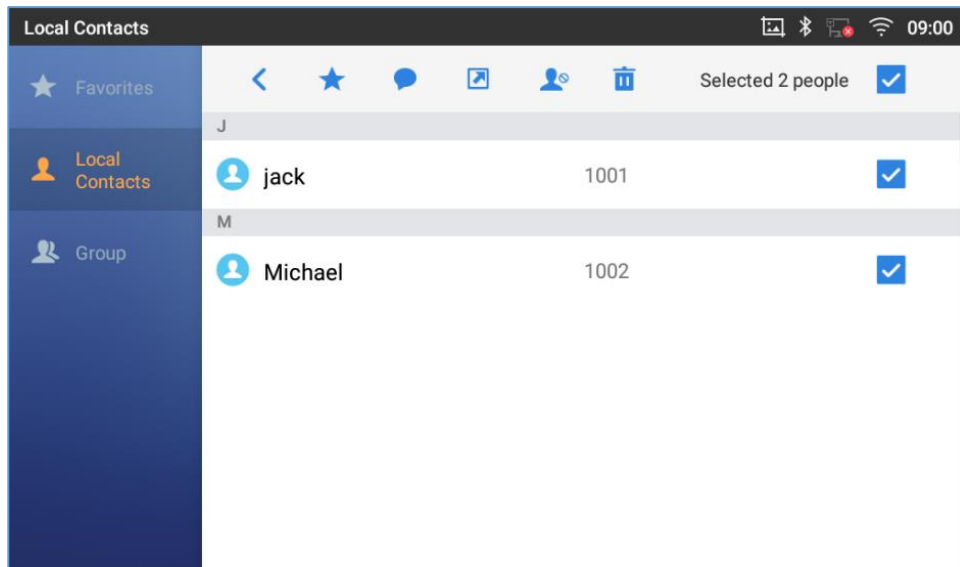 Local Contacts 09:00
Favorites
Selected 2 people
J
Local
Contacts
jack 1001
M
Group
Michael 1002